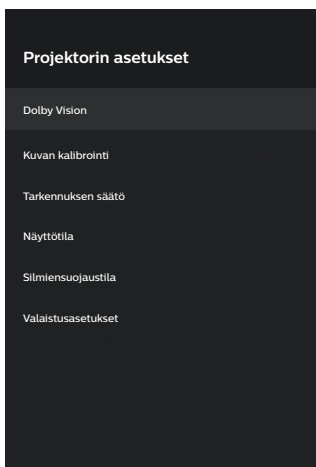 Projektorin asetukset
Dolby Vision
Kuvan kalibrointi
Tarkennuksen säätö
Näyttötila
Silmiensuojaustila
Valaistusasetukset